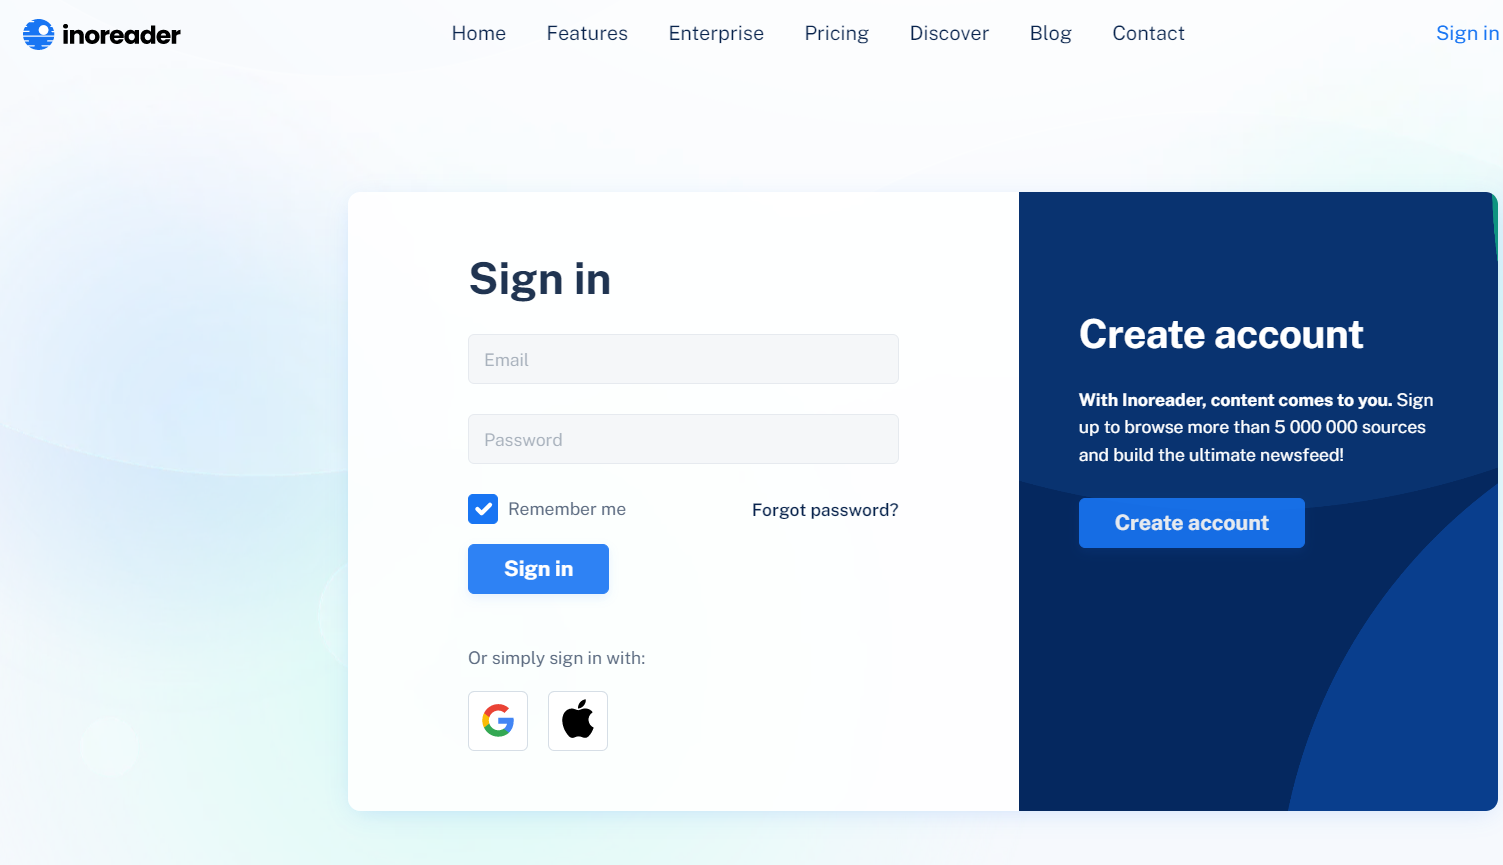 inoreader
Home Features Enterprise Pricing Discover Blog Contact Sign in
Sign in
Email
Password
Remember me Forgot password?
Sign in
Or simply sign in with:
Create account
With Inoreader, content comes to you. Sign
up to browse more than 5 000 000 sources
and build the ultimate newsfeed!
Create account